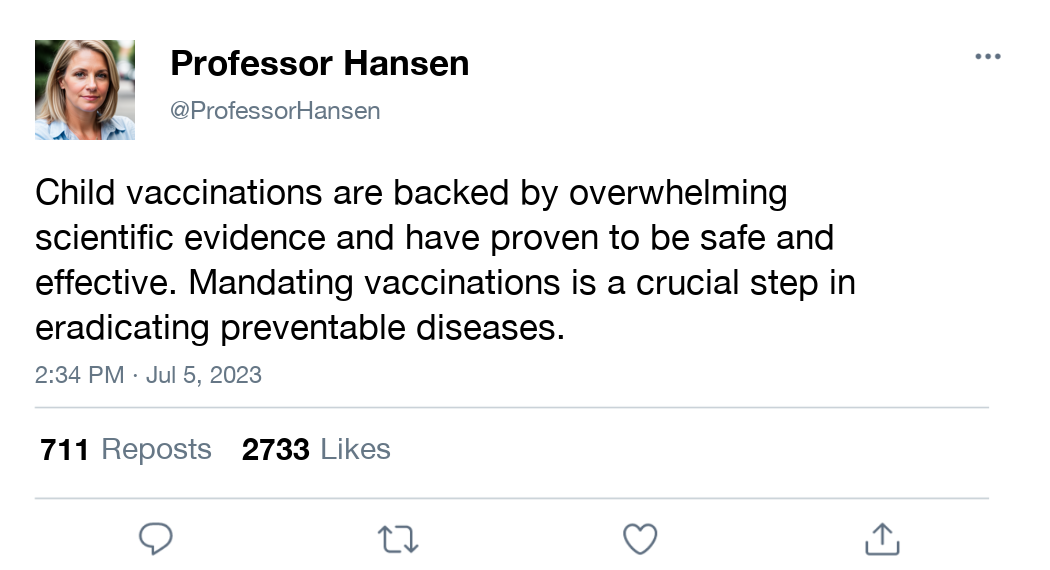 Professor Hansen
@ProfessorHansen
Child vaccinations are backed by overwhelming
scientific evidence and have proven to be safe and
effective. Mandating vaccinations is a crucial step in
eradicating preventable diseases.
2:34 PM · Jul 5, 2023
711 Reposts 2733 Likes